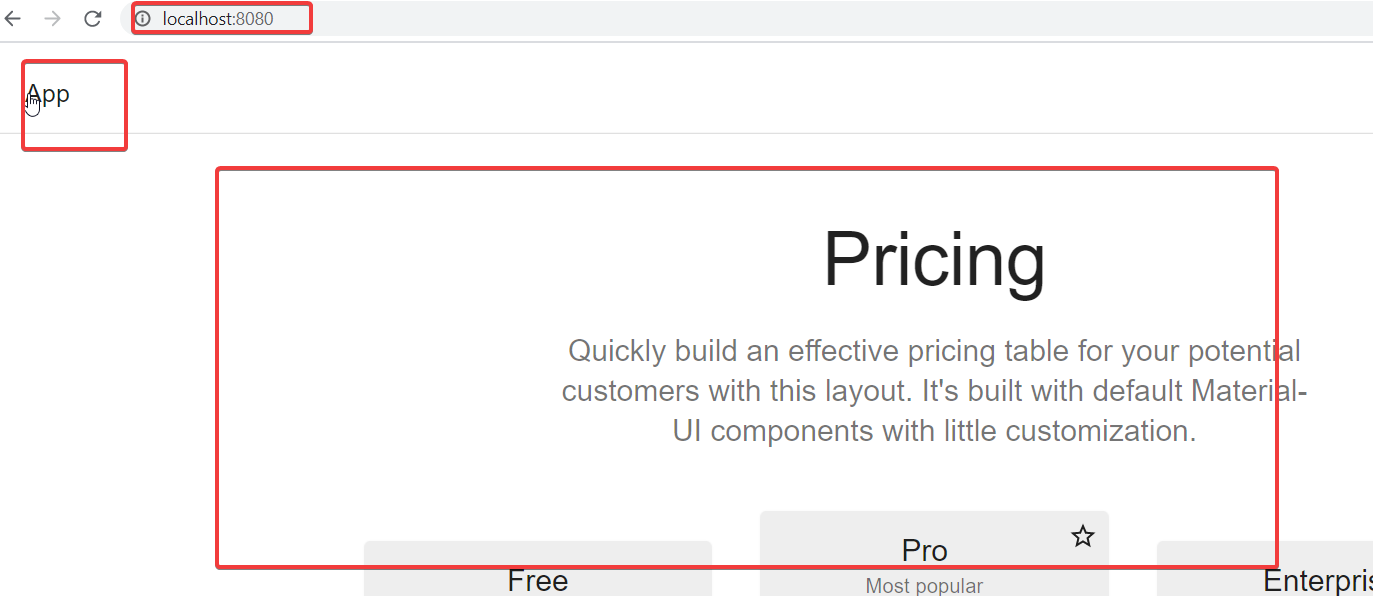 localhost:8080
App
Pricing
Quickly build an effective pricing table for your potential
customers with this layout. It's built with default Material-
UI components with little customization.
Pro
Free
Most popular
Enterpris